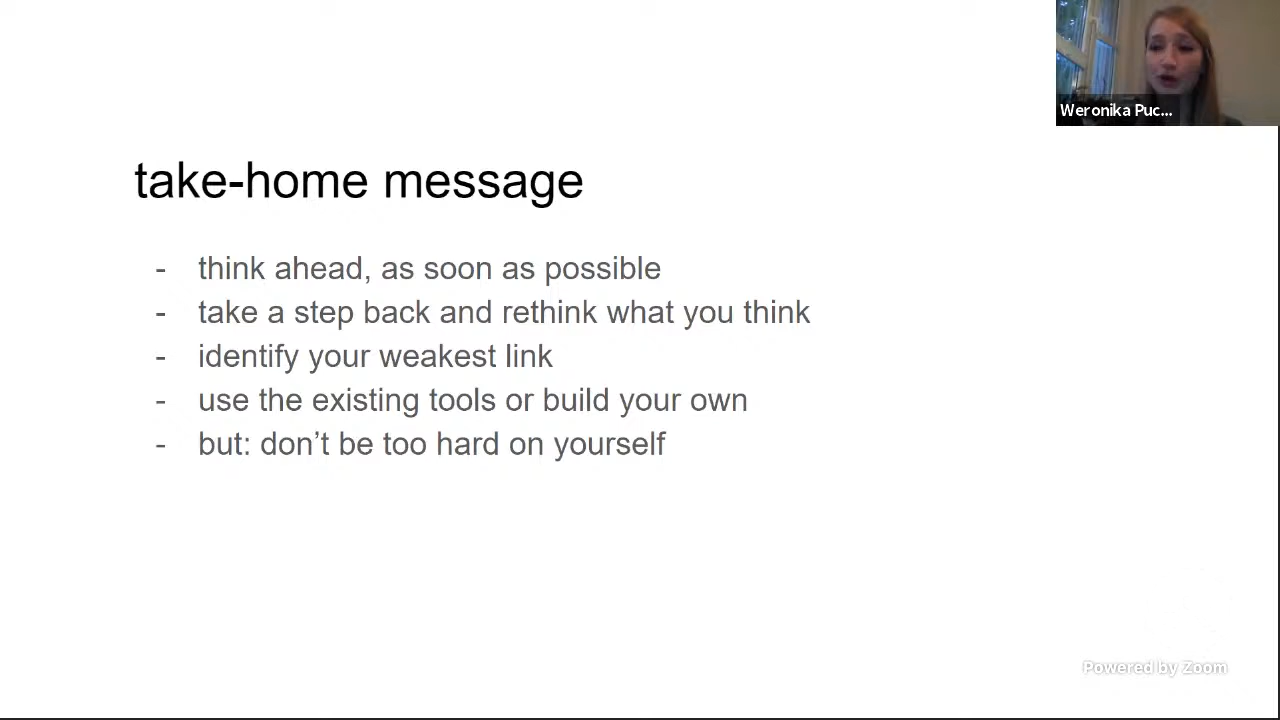 Weronika Puc...
take-home message
- think ahead, as soon as possible
- take a step back and rethink what you think
- identify your weakest link
- use the existing tools or build your own
- but: don’t be too hard on yourself
Powered by Zoom